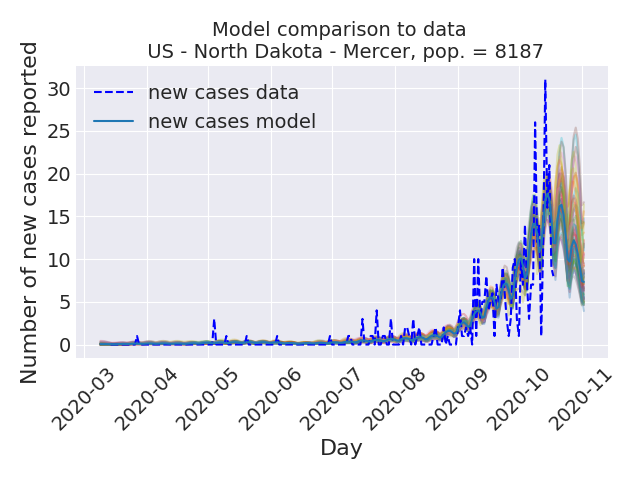 Model comparison to data
US - North Dakota - Mercer, pop. = 8187
Number of new cases reported
30
25
20
15
10
5
0
new cases data
new cases model
2020-03
2020-04
2020-05
2020-06
2020-07
2020-08
2020-09
2020-10
2020-11
Day